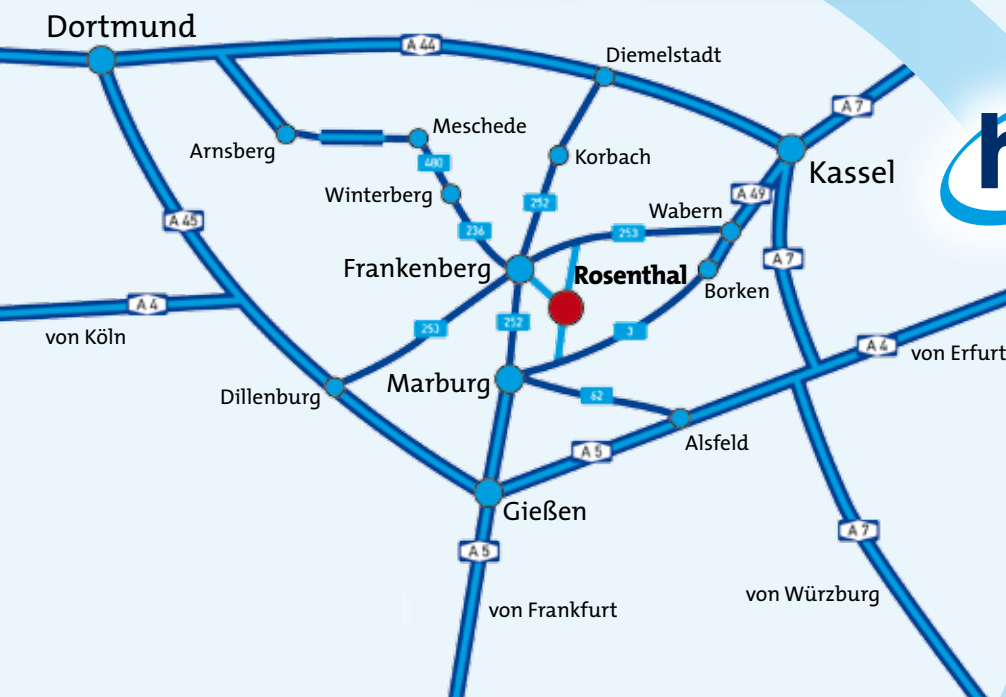 Dortmund
A 44
Diemelstadt
A 7
Arnsberg
Meschede
480
Korbach
Kassel
Winterberg
252
A 49
Wabern
A 45
236
253
Frankenberg
Rosenthal
A 7
Borken
A 4
von Köln
253
252
3
A 4
von Erfurt
Dillenburg
Marburg
62
Alsfeld
A 5
Gießen
A 5
A 7
von Würzburg
von Frankfurt
h